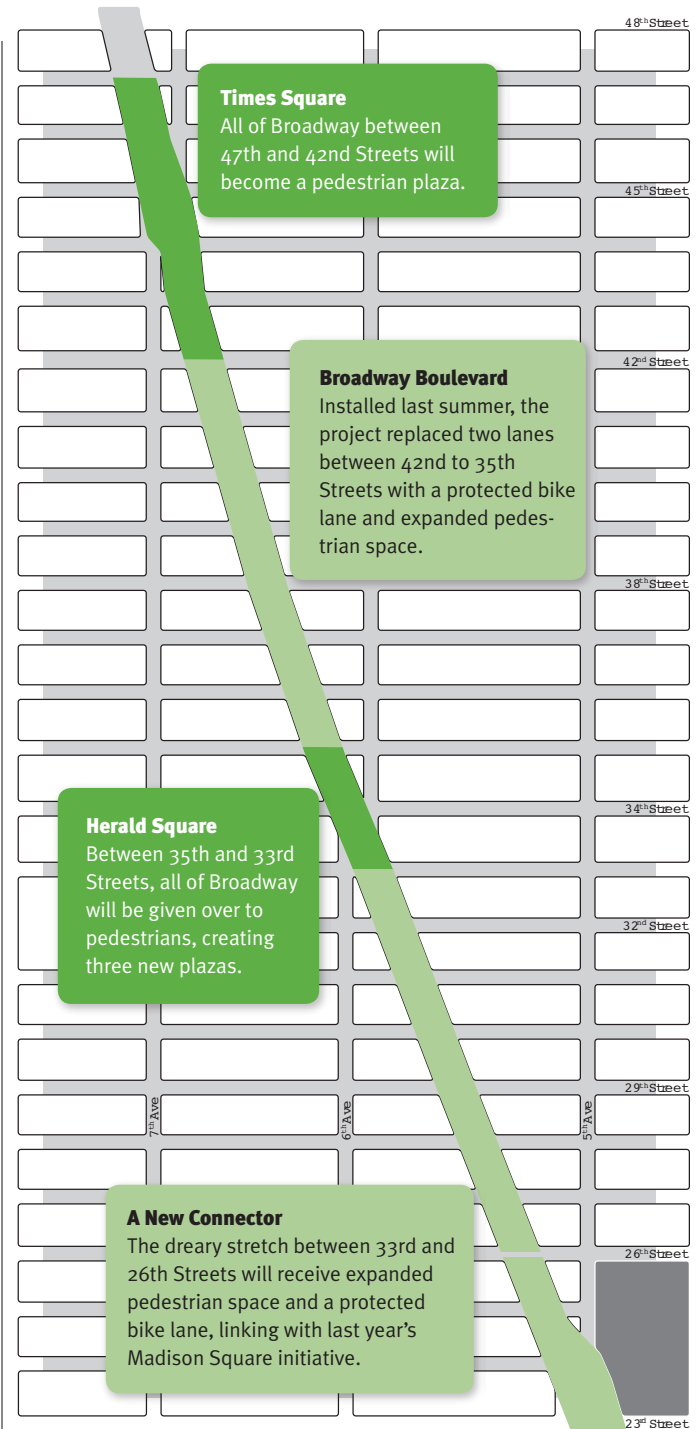 48th Street
Times Square
All of Broadway between
47th and 42nd Streets will
become a pedestrian plaza.
45th Street
42nd Street
Broadway Boulevard
Installed last summer, the
project replaced two lanes
between 42nd to 35th
Streets with a protected bike
lane and expanded pedes-
trian space.
38th Street
34th Street
Herald Square
Between 35th and 33rd
Streets, all of Broadway
will be given over to
pedestrians, creating
three new plazas.
32nd Street
29th Street
7th Ave
6th Ave
5th Ave
A New Connector
The dreary stretch between 33rd and
26th Streets will receive expanded
pedestrian space and a protected
bike lane, linking with last year's
Madison Square initiative.
26th Street
23rd Street